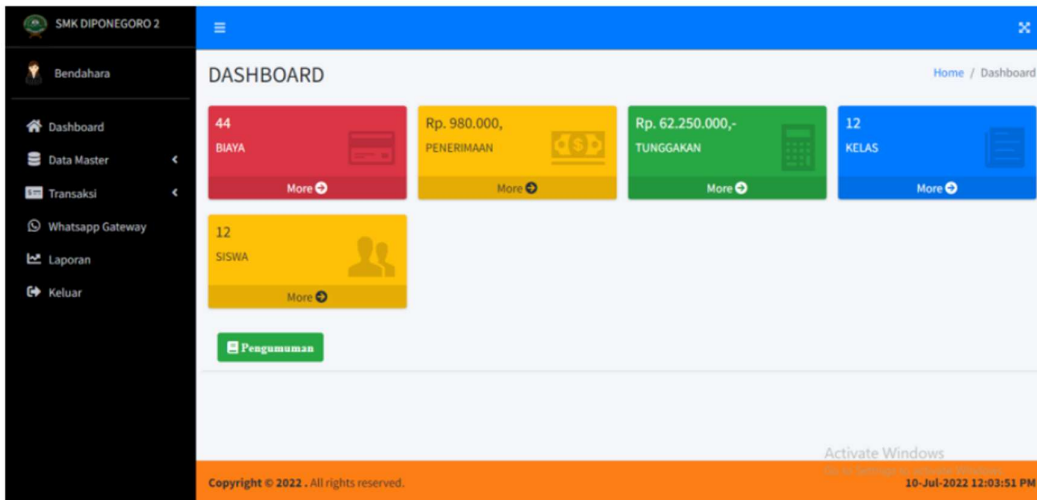 SMK DIPONEGORO 2
Bendahara
Dashboard
Data Master
Transaksi
Whatsapp Gateway
Laporan
Keluar
DASHBOARD
Home / Dashboard
44
BIAYA
More
Rp. 980.000,
PENERIMAAN
More
Rp. 62.250.000,-
TUNGGAKAN
More
12
KELAS
More
12
SISWA
More
Pengumuman
Activate Windows
Copyright © 2022 . All rights reserved.
10-Jul-2022 12:03:51 PM